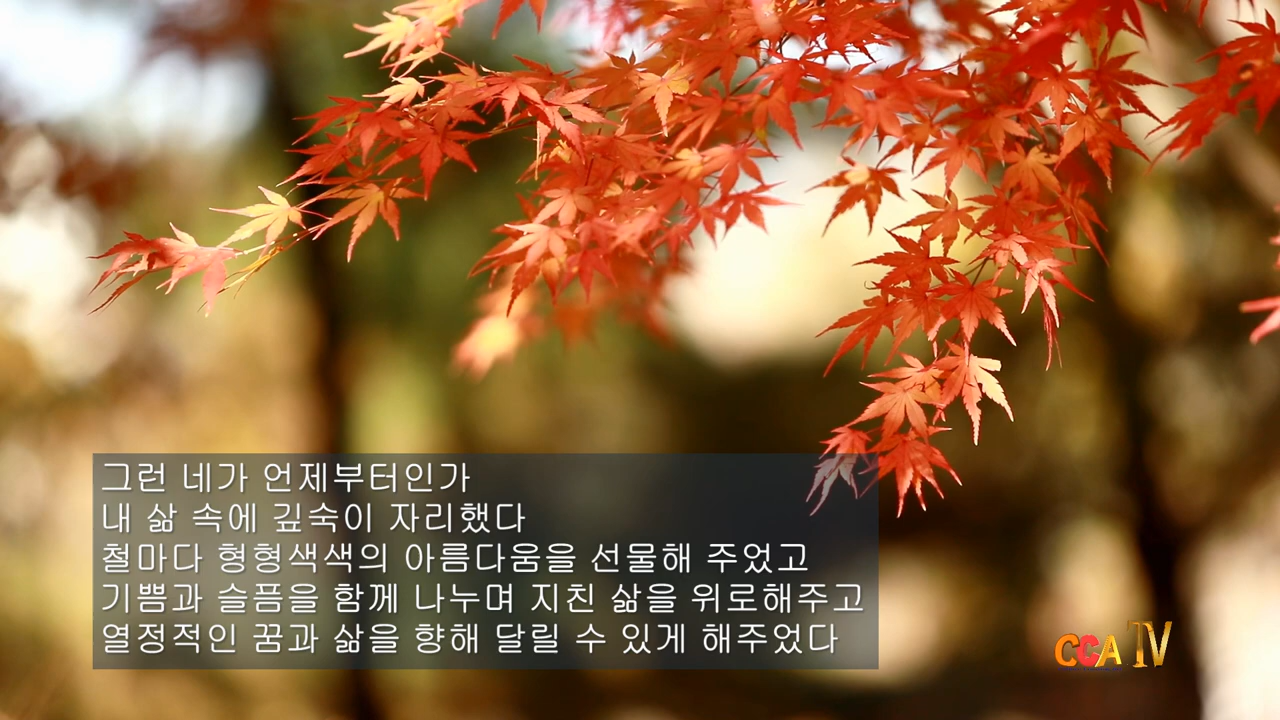 그런 네가 언제부터인가
내 삶 속에 깊숙이 자리했다
철마다 형형색색의 아름다움을 선물해 주었고
기쁨과 슬픔을 함께 나누며 지친 삶을 위로해주고
열정적인 꿈과 삶을 향해 달릴 수 있게 해주었다
CCA TV